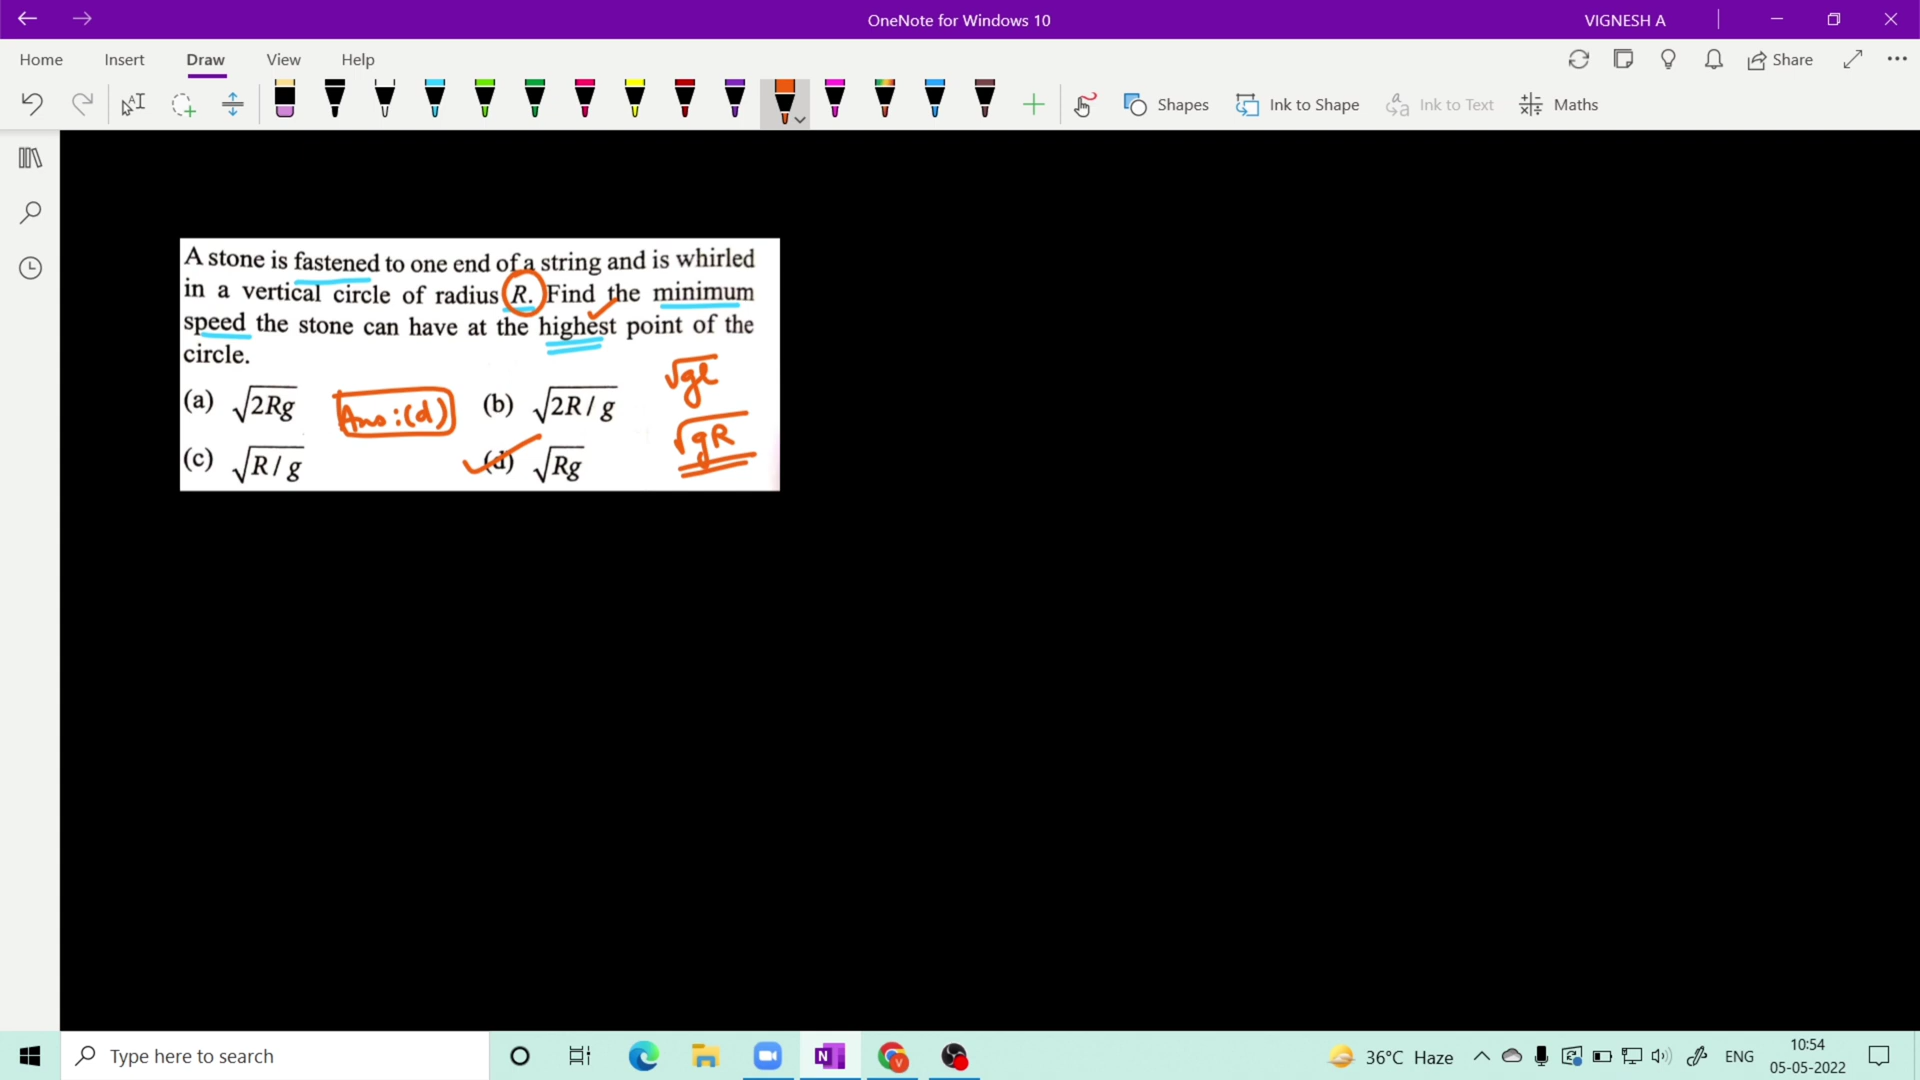 OneNote for Windows 10
VIGNESH A
Home Insert Draw View Help
Share
Shapes Ink to Shape Ink to Text Maths
A stone is fastened to one end of a string and is whirled
in a vertical circle of radius R. Find the minimum
speed the stone can have at the highest point of the
circle.
(a) √2Rg Ans:(d) (b) √2R / g
(c) √R / g (d) √Rg
√gl
√gR
Type here to search
36°C Haze
ENG
10:54
05-05-2022